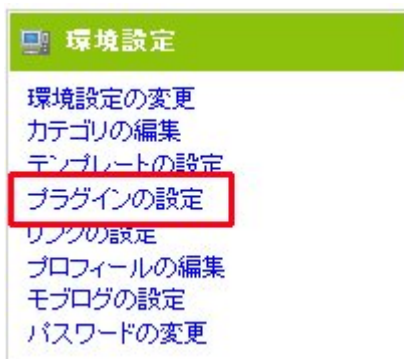 環境設定
環境設定の変更
カテゴリの編集
テンプレートの設定
プラグインの設定
リンクの設定
プロフィールの編集
モブログの設定
パスワードの変更